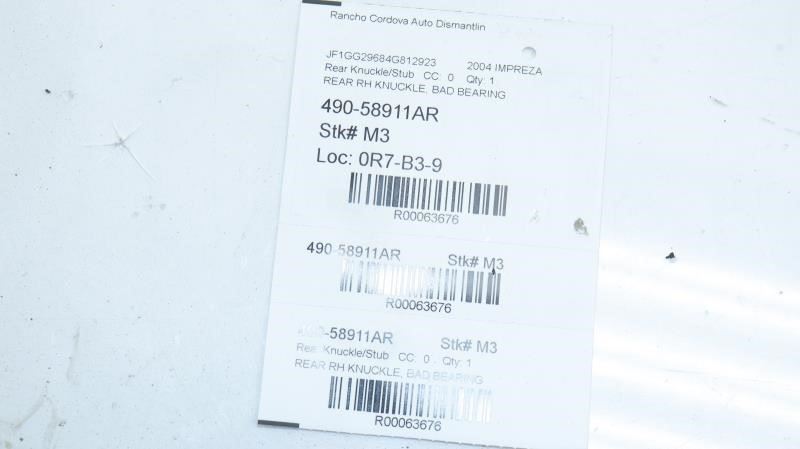 Rancho Cordova Auto Dismantlin
JF1GG29684G812923 2004 IMPREZA
Rear Knuckle/Stub CC: 0 Qty: 1
REAR RH KNUCKLE, BAD BEARING
490-58911AR
Stk# M3
Loc: 0R7-B3-9
R00063676
490-58911AR Stk# M3
R00063676
490-58911AR Stk# M3
Rear Knuckle/Stub CC: 0 Qty: 1
REAR RH KNUCKLE, BAD BEARING
R00063676